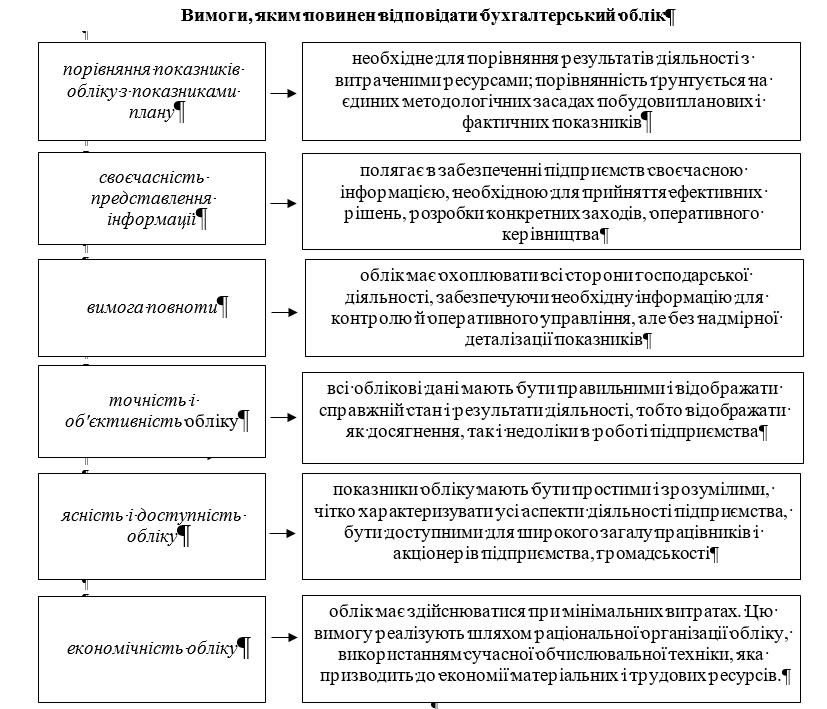 Вимоги, яким повинен відповідати бухгалтерський облік¶
порівняння показників
обліку з показниками
плану¶
необхідне для порівняння результатів діяльності з
витраченими ресурсами; порівнянність ґрунтується на
єдиних методологічних засадах побудови планових і
фактичних показників¶
своєчасність
представлення
інформації¶
полягає в забезпеченні підприємств своєчасною
інформацією, необхідною для прийняття ефективних
рішень, розробки конкретних заходів, оперативного
керівництва¶
вимога повноти¶
облік має охоплювати всі сторони господарської
діяльності, забезпечуючи необхідну інформацію для
контролю й оперативного управління, але без надмірної
деталізації показників¶
точність і
об'єктивність обліку¶
всі облікові дані мають бути правильними і відображати
справжній стан і результати діяльності, тобто відображати
як досягнення, так і недоліки в роботі підприємства¶
ясність і доступність
обліку¶
показники обліку мають бути простими і зрозумілими,
чітко характеризувати усі аспекти діяльності підприємства,
бути доступними для широкого загалу працівників і
акціонерів підприємства, громадськості¶
економічність обліку¶
облік має здійснюватися при мінімальних витратах. Цю
вимогу реалізують шляхом раціональної організації обліку,
використанням сучасної обчислювальної техніки, яка
призводить до економії матеріальних і трудових ресурсів.¶